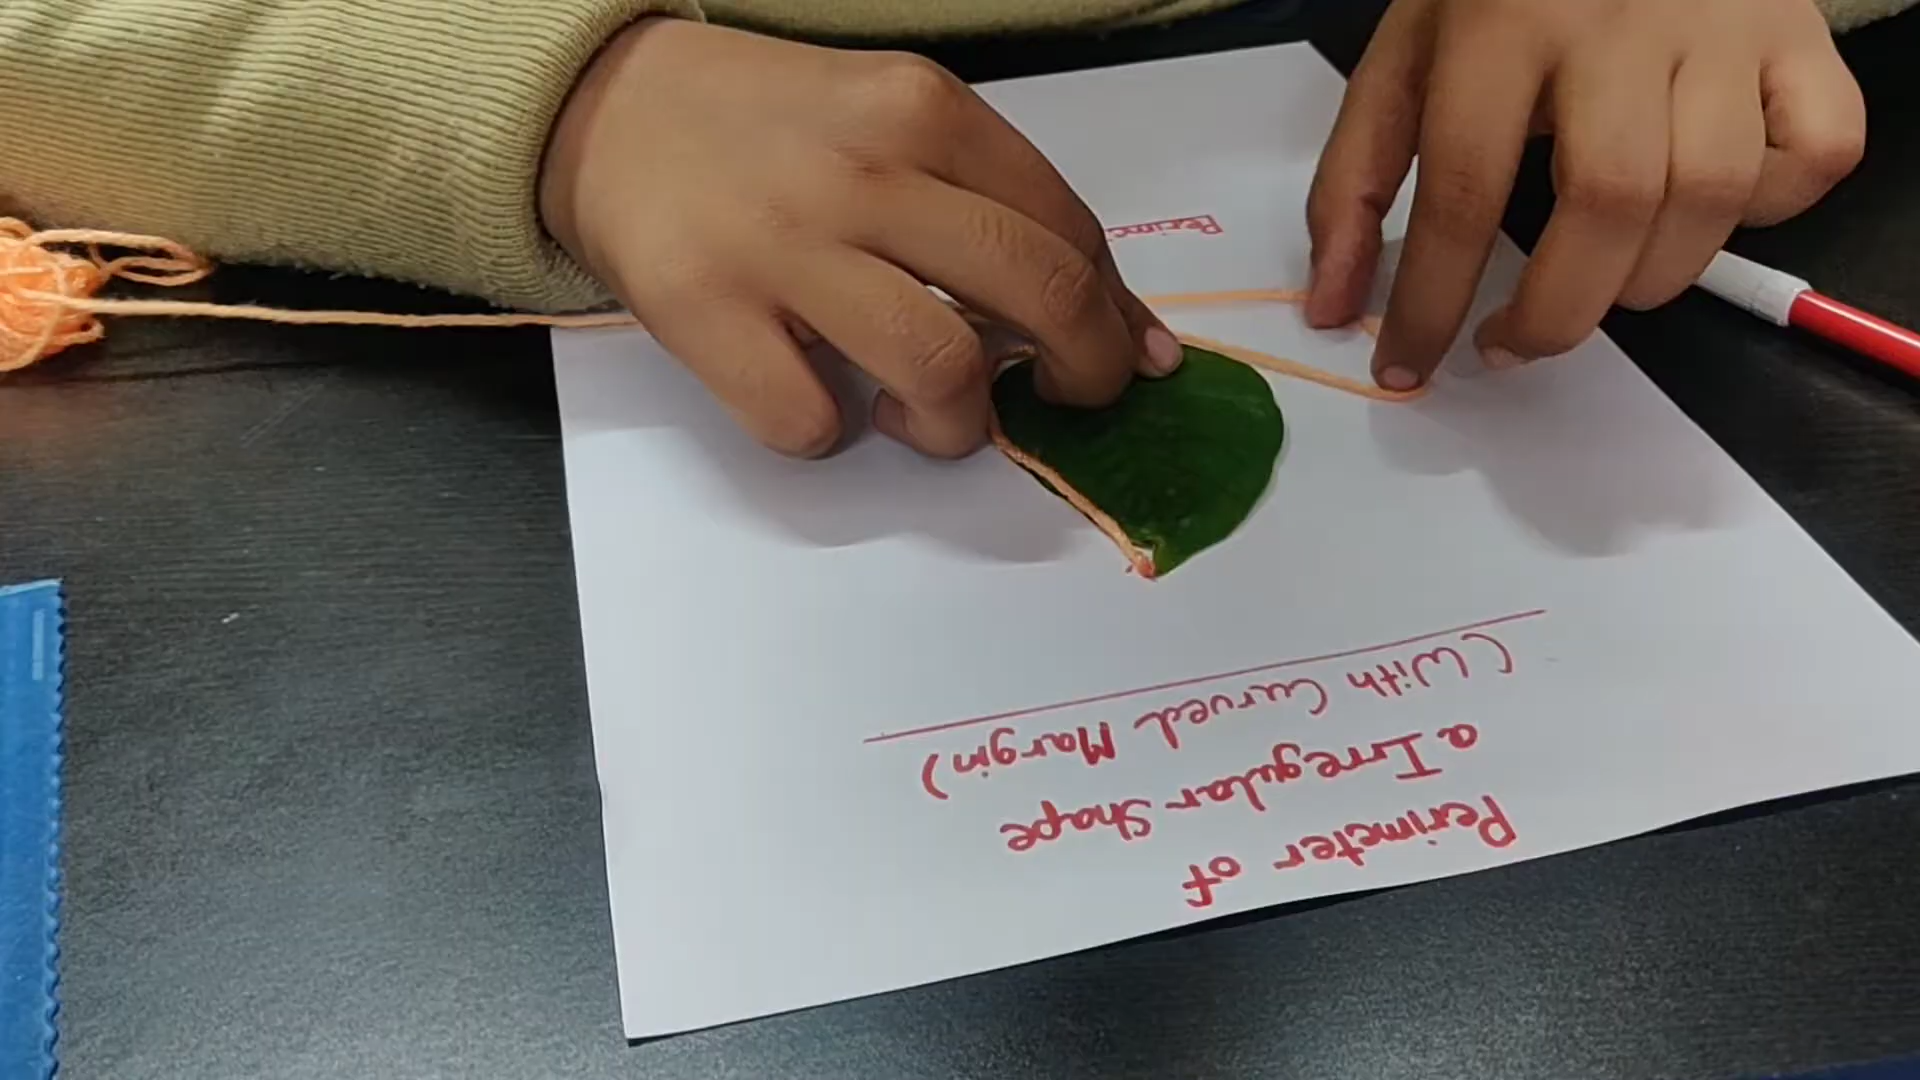 Perimeter of
a Irregular Shape
(With Curved Margin)